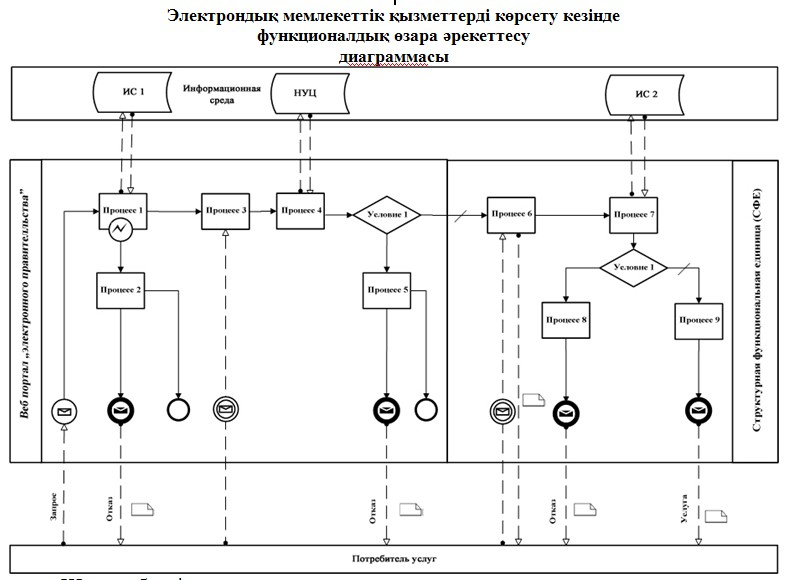 Электрондық мемлекеттік қызметтерді көрсету кезінде
функционалдық өзара әрекеттесу
диаграммасы
ИС 1
Информационная
среда
НУЦ
ИС 2
Веб портал „электронного правителльства”
Процесс 1
Процесс 3
Процесс 4
Условие 1
Процесс 6
Процесс 7
Условие 1
Процесс 2
Процесс 5
Процесс 8
Процесс 9
Структурная функциональная единица (СФЕ)
Запрос
Отказ
Отказ
Отказ
Услуга
Потребитель услуг